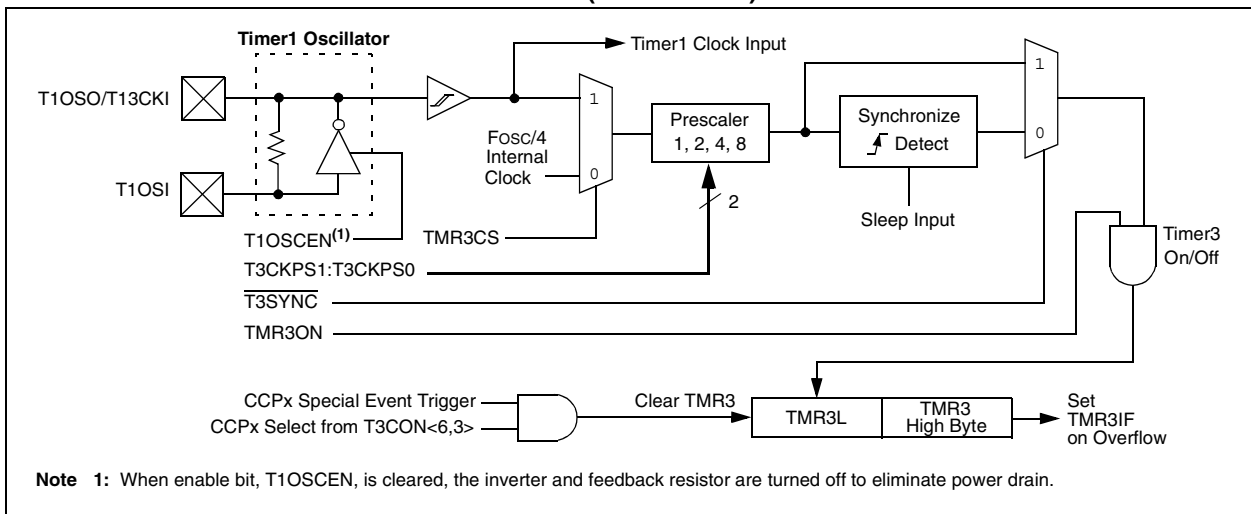 Timer1 Oscillator
Timer1 Clock Input
T1OSO/T13CKI
1
1
FOSC/4
Internal
Clock
0
Prescaler
1, 2, 4, 8
Synchronize
Detect
0
T1OSI
2
Sleep Input
T1OSCEN(1)
TMR3CS
Timer3
On/Off
T3CKPS1:T3CKPS0
T3SYNC
TMR3ON
CCPx Special Event Trigger
CCPx Select from T3CON<6,3>
Clear TMR3
TMR3L
TMR3
High Byte
Set
TMR3IF
on Overflow
Note 1: When enable bit, T1OSCEN, is cleared, the inverter and feedback resistor are turned off to eliminate power drain.